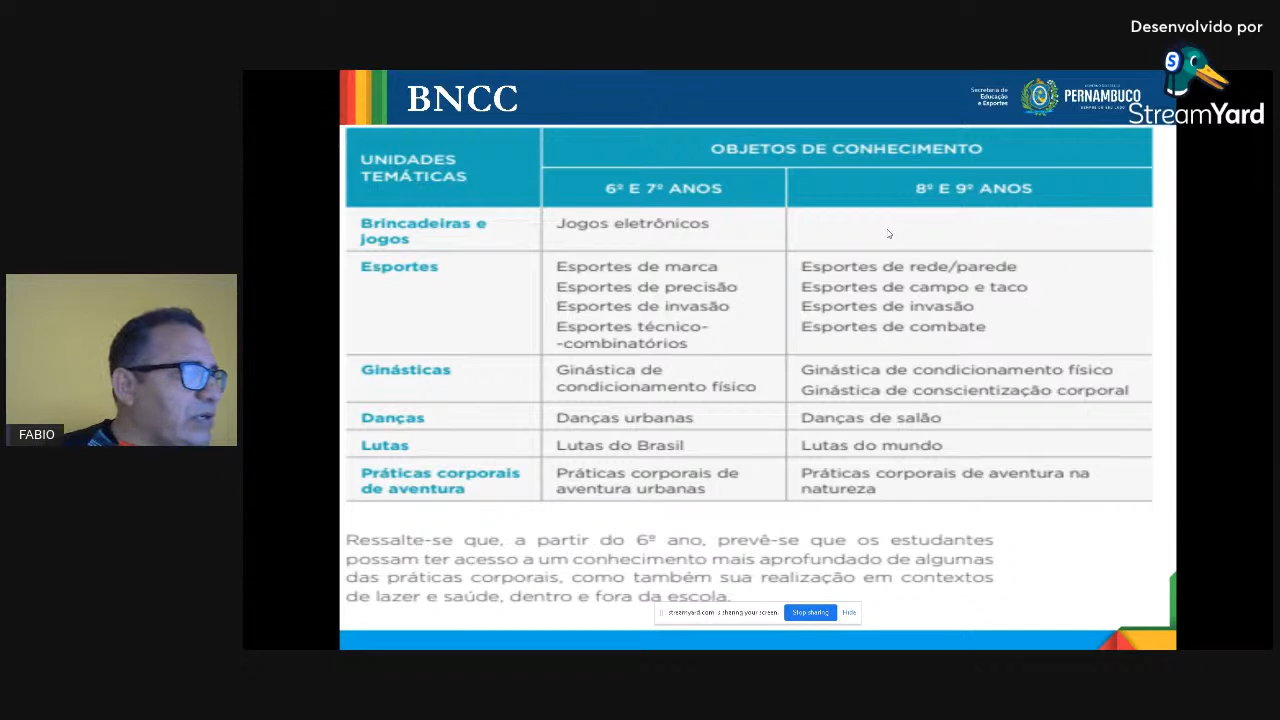 Desenvolvido por
StreamYard
BNCC
Secretaria de
Educação
e Esportes
PERNAMBUCO
UNIDADES
TEMÁTICAS
OBJETOS DE CONHECIMENTO
6º E 7º ANOS
8º E 9º ANOS
Brincadeiras e
jogos
Jogos eletrônicos
Esportes
Esportes de marca
Esportes de precisão
Esportes de invasão
Esportes técnico-
-combinatórios
Esportes de rede/parede
Esportes de campo e taco
Esportes de invasão
Esportes de combate
Ginásticas
Ginástica de
condicionamento físico
Ginástica de condicionamento físico
Ginástica de conscientização corporal
Danças
Danças urbanas
Danças de salão
Lutas
Lutas do Brasil
Lutas do mundo
Práticas corporais
de aventura
Práticas corporais de
aventura urbanas
Práticas corporais de aventura na
natureza
Ressalte-se que, a partir do 6º ano, prevê-se que os estudantes
possam ter acesso a um conhecimento mais aprofundado de algumas
das práticas corporais, como também sua realização em contextos
de lazer e saúde, dentro e fora da escola.
streamyard.com is sharing your screen.
Stop sharing
Hide
FABIO